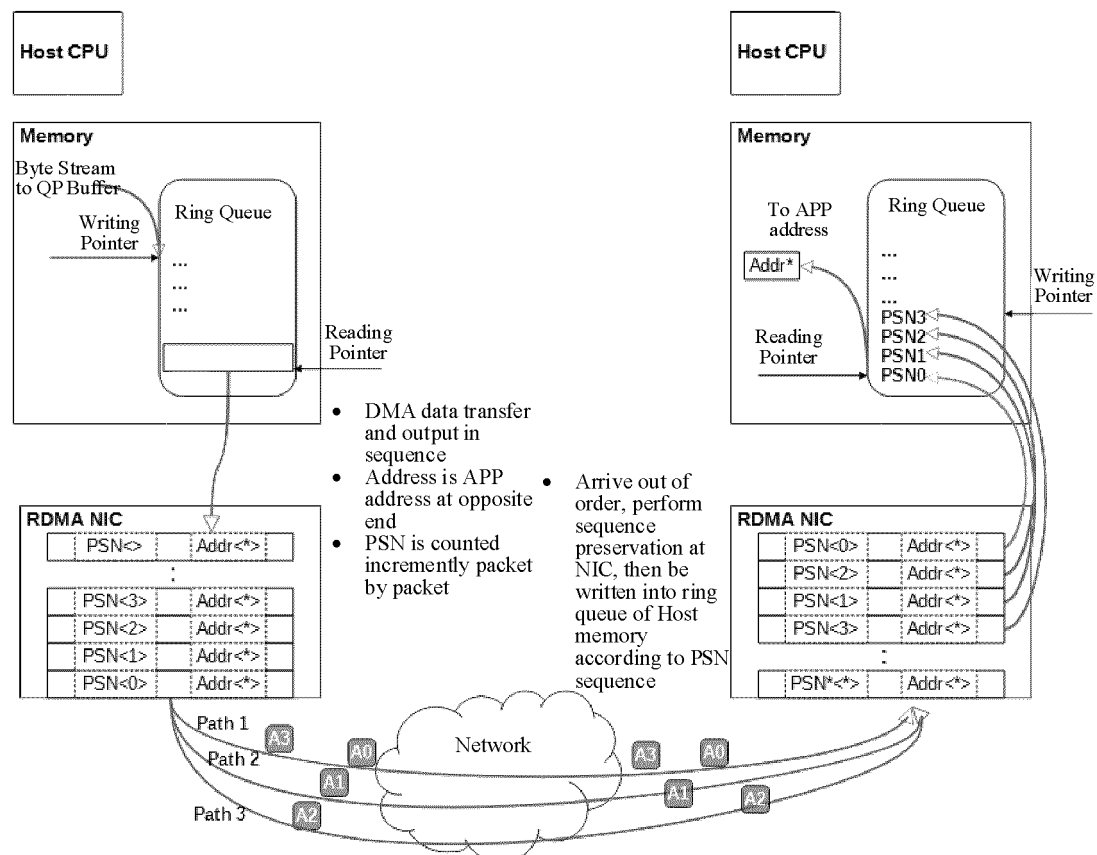 Host CPU
Memory
Byte Stream
to QP Buffer
Writing
Pointer
Ring Queue
...
...
...
Reading
Pointer
• DMA data transfer
and output in
sequence
• Address is APP
address at opposite
end
• PSN is counted
incremently packet
by packet
RDMA NIC
PSN<> Addr<*>
:
PSN<3> Addr<*>
PSN<2> Addr<*>
PSN<1> Addr<*>
PSN<0> Addr<*>
Path 1
Path 2
Path 3
A3
A0
A1
A2
Network
A3
A0
A1
A2
Host CPU
Memory
To APP
address
Addr*
Ring Queue
...
...
...
PSN3
PSN2
PSN1
PSN0
Writing
Pointer
Reading
Pointer
• Arrive out of
order, perform
sequence
preservation at
NIC, then be
written into ring
queue of Host
memory
according to PSN
sequence
RDMA NIC
PSN<0> Addr<*>
PSN<2> Addr<*>
PSN<1> Addr<*>
PSN<3> Addr<*>
:
PSN*<*> Addr<*>